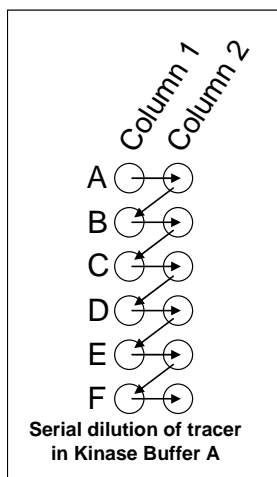 Column 1
Column 2
A
B
C
D
E
F
Serial dilution of tracer
in Kinase Buffer A